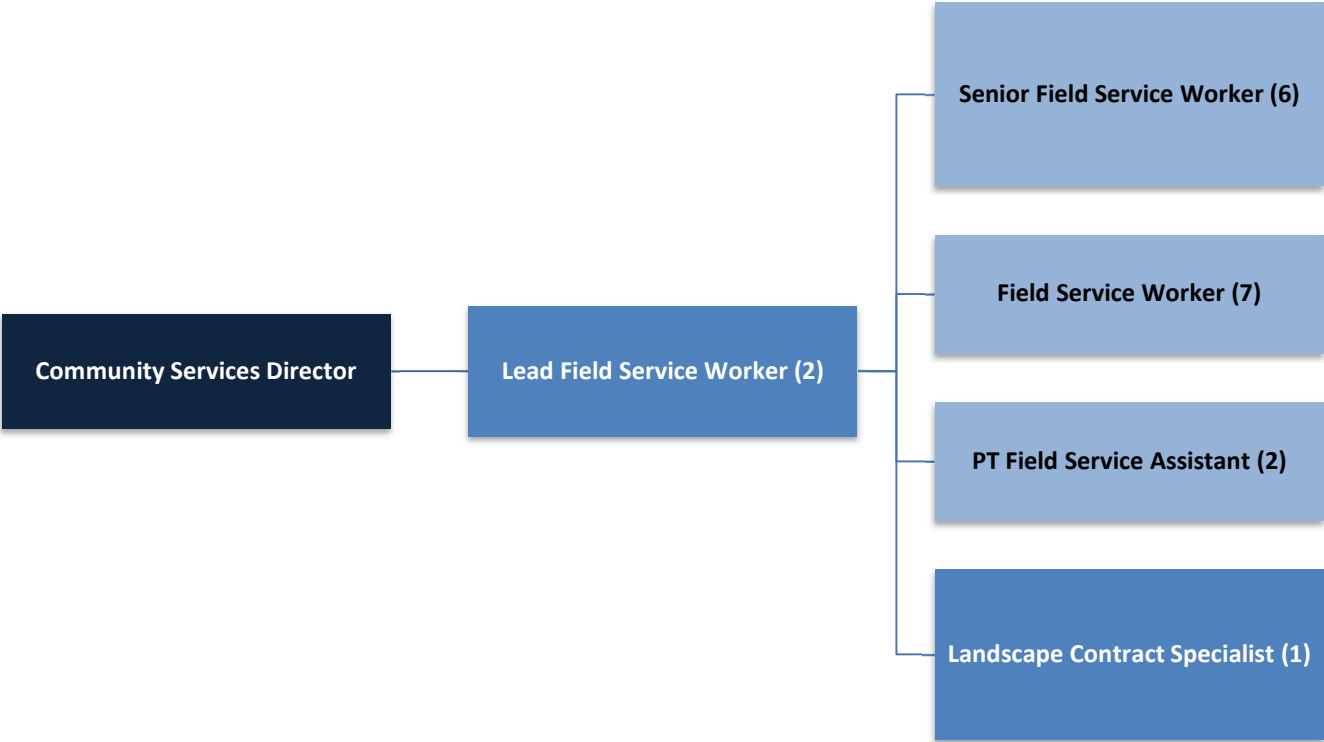 Community Services Director
Lead Field Service Worker (2)
Senior Field Service Worker (6)
Field Service Worker (7)
PT Field Service Assistant (2)
Landscape Contract Specialist (1)